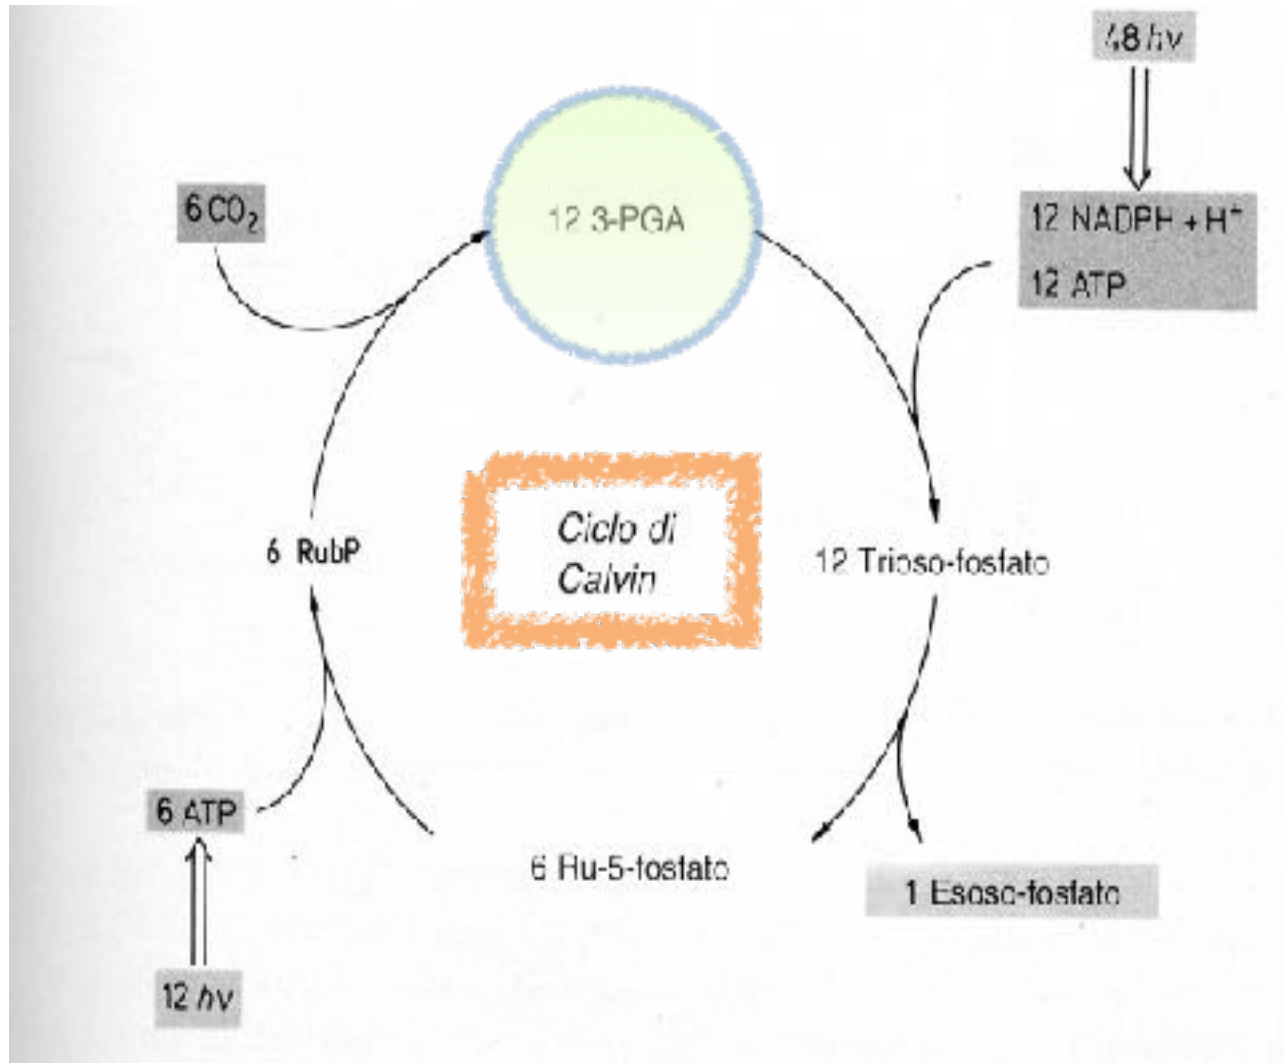 48 hν
6 CO₂
12 3-PGA
12 NADPH + H⁺
12 ATP
6 RubP
Ciclo di
Calvin
12 Trioso-fosfato
6 ATP
6 Ru-5-fosfato
1 Esoso-fosfato
12 hν